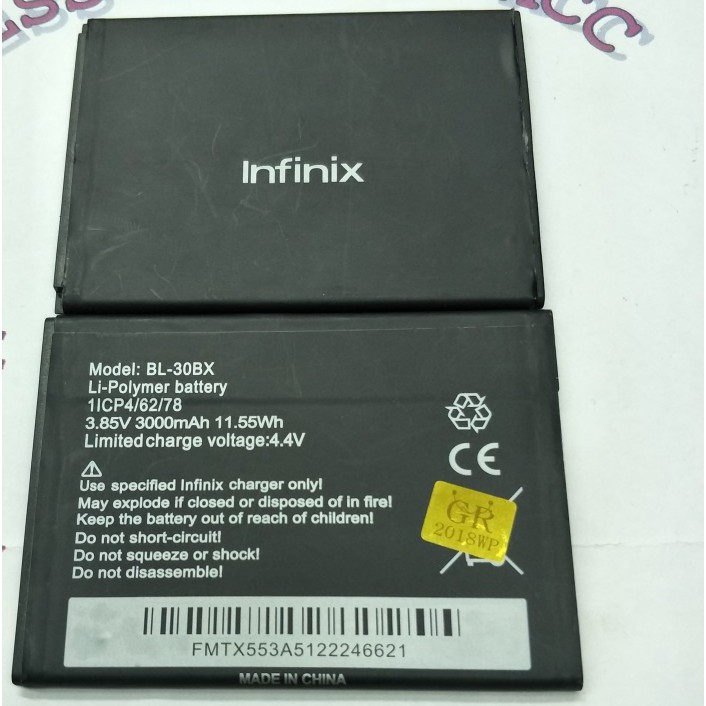 ESS
ACC
Infinix
Model: BL-30BX
Li-Polymer battery
1ICP4/62/78
3.85V 3000mAh 11.55Wh
Limited charge voltage:4.4V
CE
Use specified Infinix charger only!
May explode if closed or disposed of in fire!
Keep the battery out of reach of children!
Do not short-circuit!
Do not squeeze or shock!
Do not disassemble!
GR
2018WP
FMTX553A5122246621
MADE IN CHINA